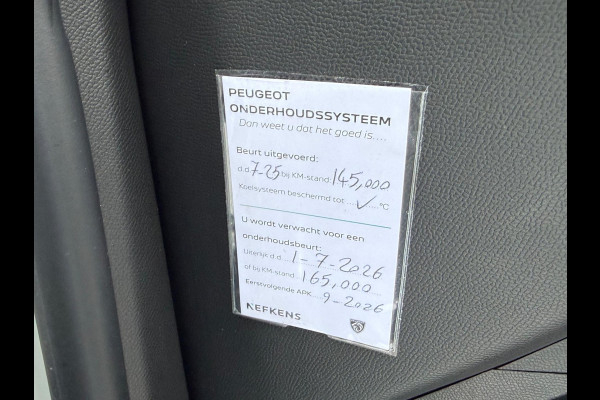 PEUGEOT
ONDERHOUDSSYSTEEM
Dan weet u dat het goed is....
Beurt uitgevoerd:
d.d. 7-25 bij KM-stand: 145,000
Koelsysteem beschermd tot ... ✓ ... °C
U wordt verwacht voor een
onderhoudsbeurt:
Uiterlijk d.d. 1-7-2026
of bij KM-stand: 165,000
Eerstvolgende APK: 9-2026
NEFKENS